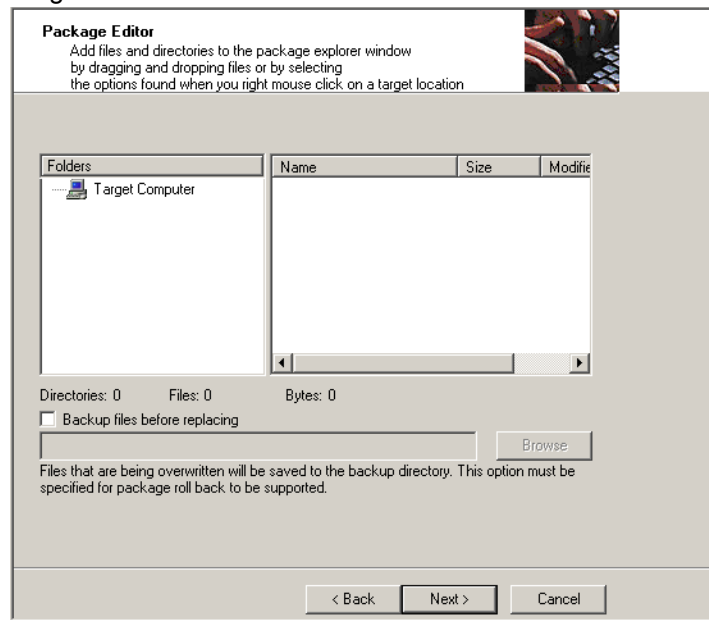 Package Editor
Add files and directories to the package explorer window
by dragging and dropping files or by selecting
the options found when you right mouse click on a target location
Folders
Name Size Modifie
Target Computer
Directories: 0 Files: 0 Bytes: 0
Backup files before replacing
Browse
Files that are being overwritten will be saved to the backup directory. This option must be
specified for package roll back to be supported.
< Back Next > Cancel